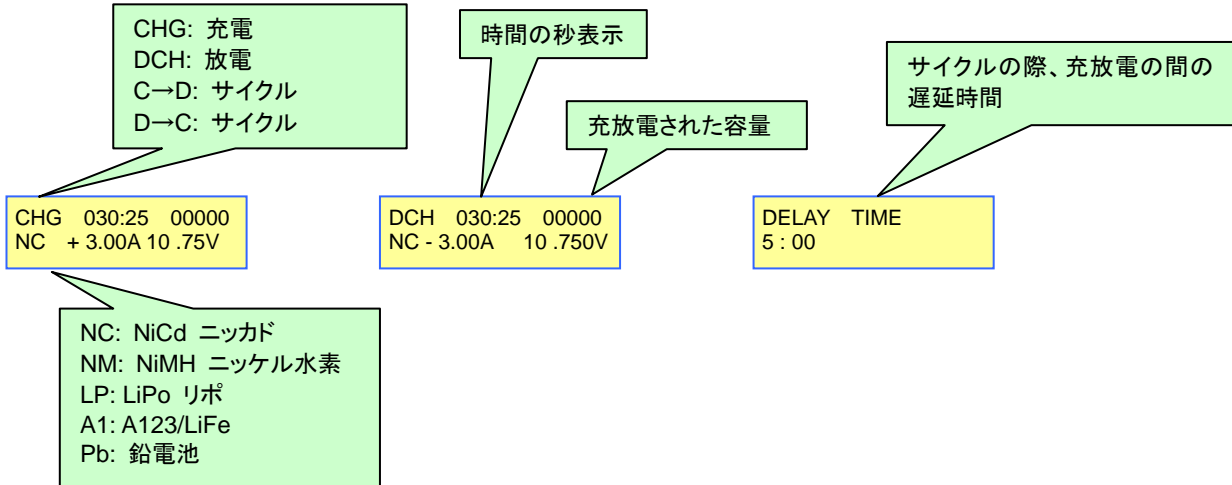 CHG: 充電
DCH: 放電
C→D: サイクル
D→C: サイクル
時間の秒表示
充放電された容量
サイクルの際、充放電の間の
遅延時間
CHG 030:25 00000
NC + 3.00A 10 .75V
DCH 030:25 00000
NC - 3.00A 10 .750V
DELAY TIME
5 : 00
NC: NiCd ニッカド
NM: NiMH ニッケル水素
LP: LiPo リポ
A1: A123/LiFe
Pb: 鉛電池